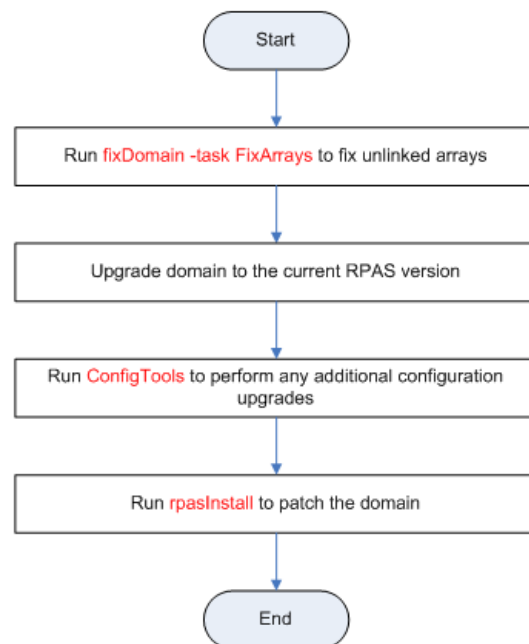 Start
Run fixDomain -task FixArrays to fix unlinked arrays
Upgrade domain to the current RPAS version
Run ConfigTools to perform any additional configuration
upgrades
Run rpasInstall to patch the domain
End